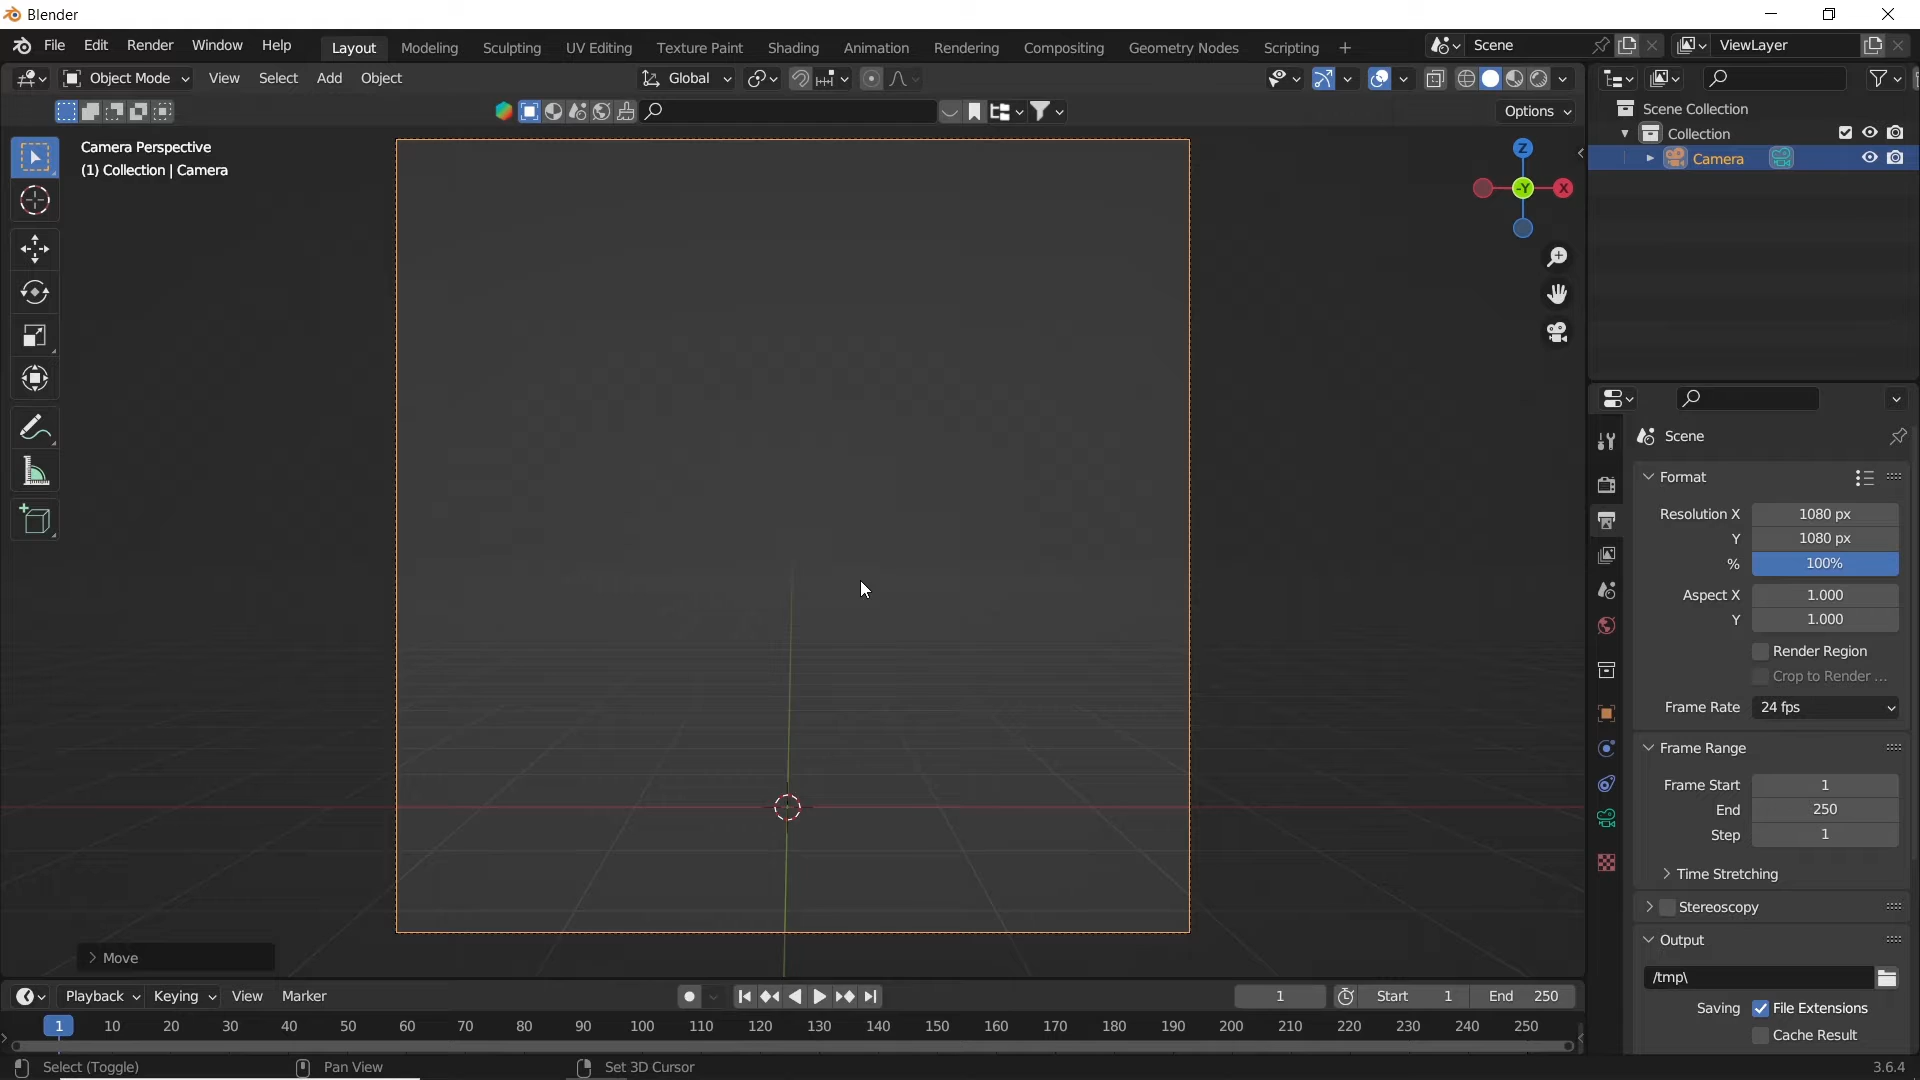 Blender
File Edit Render Window Help Layout Modeling Sculpting UV Editing Texture Paint Shading Animation Rendering Compositing Geometry Nodes Scripting + Scene ViewLayer
Object Mode View Select Add Object Global
Options
Camera Perspective
(1) Collection | Camera
Z
-Y X
Scene Collection
Collection
Camera
Scene
Format
Resolution X 1080 px
Y 1080 px
% 100%
Aspect X 1.000
Y 1.000
Render Region
Crop to Render ...
Frame Rate 24 fps
Frame Range
Frame Start 1
End 250
Step 1
Time Stretching
Stereoscopy
Output
/tmp\
Saving File Extensions
Cache Result
> Move
Playback Keying View Marker 1 Start 1 End 250
1 10 20 30 40 50 60 70 80 90 100 110 120 130 140 150 160 170 180 190 200 210 220 230 240 250
Select (Toggle) Pan View Set 3D Cursor 3.6.4